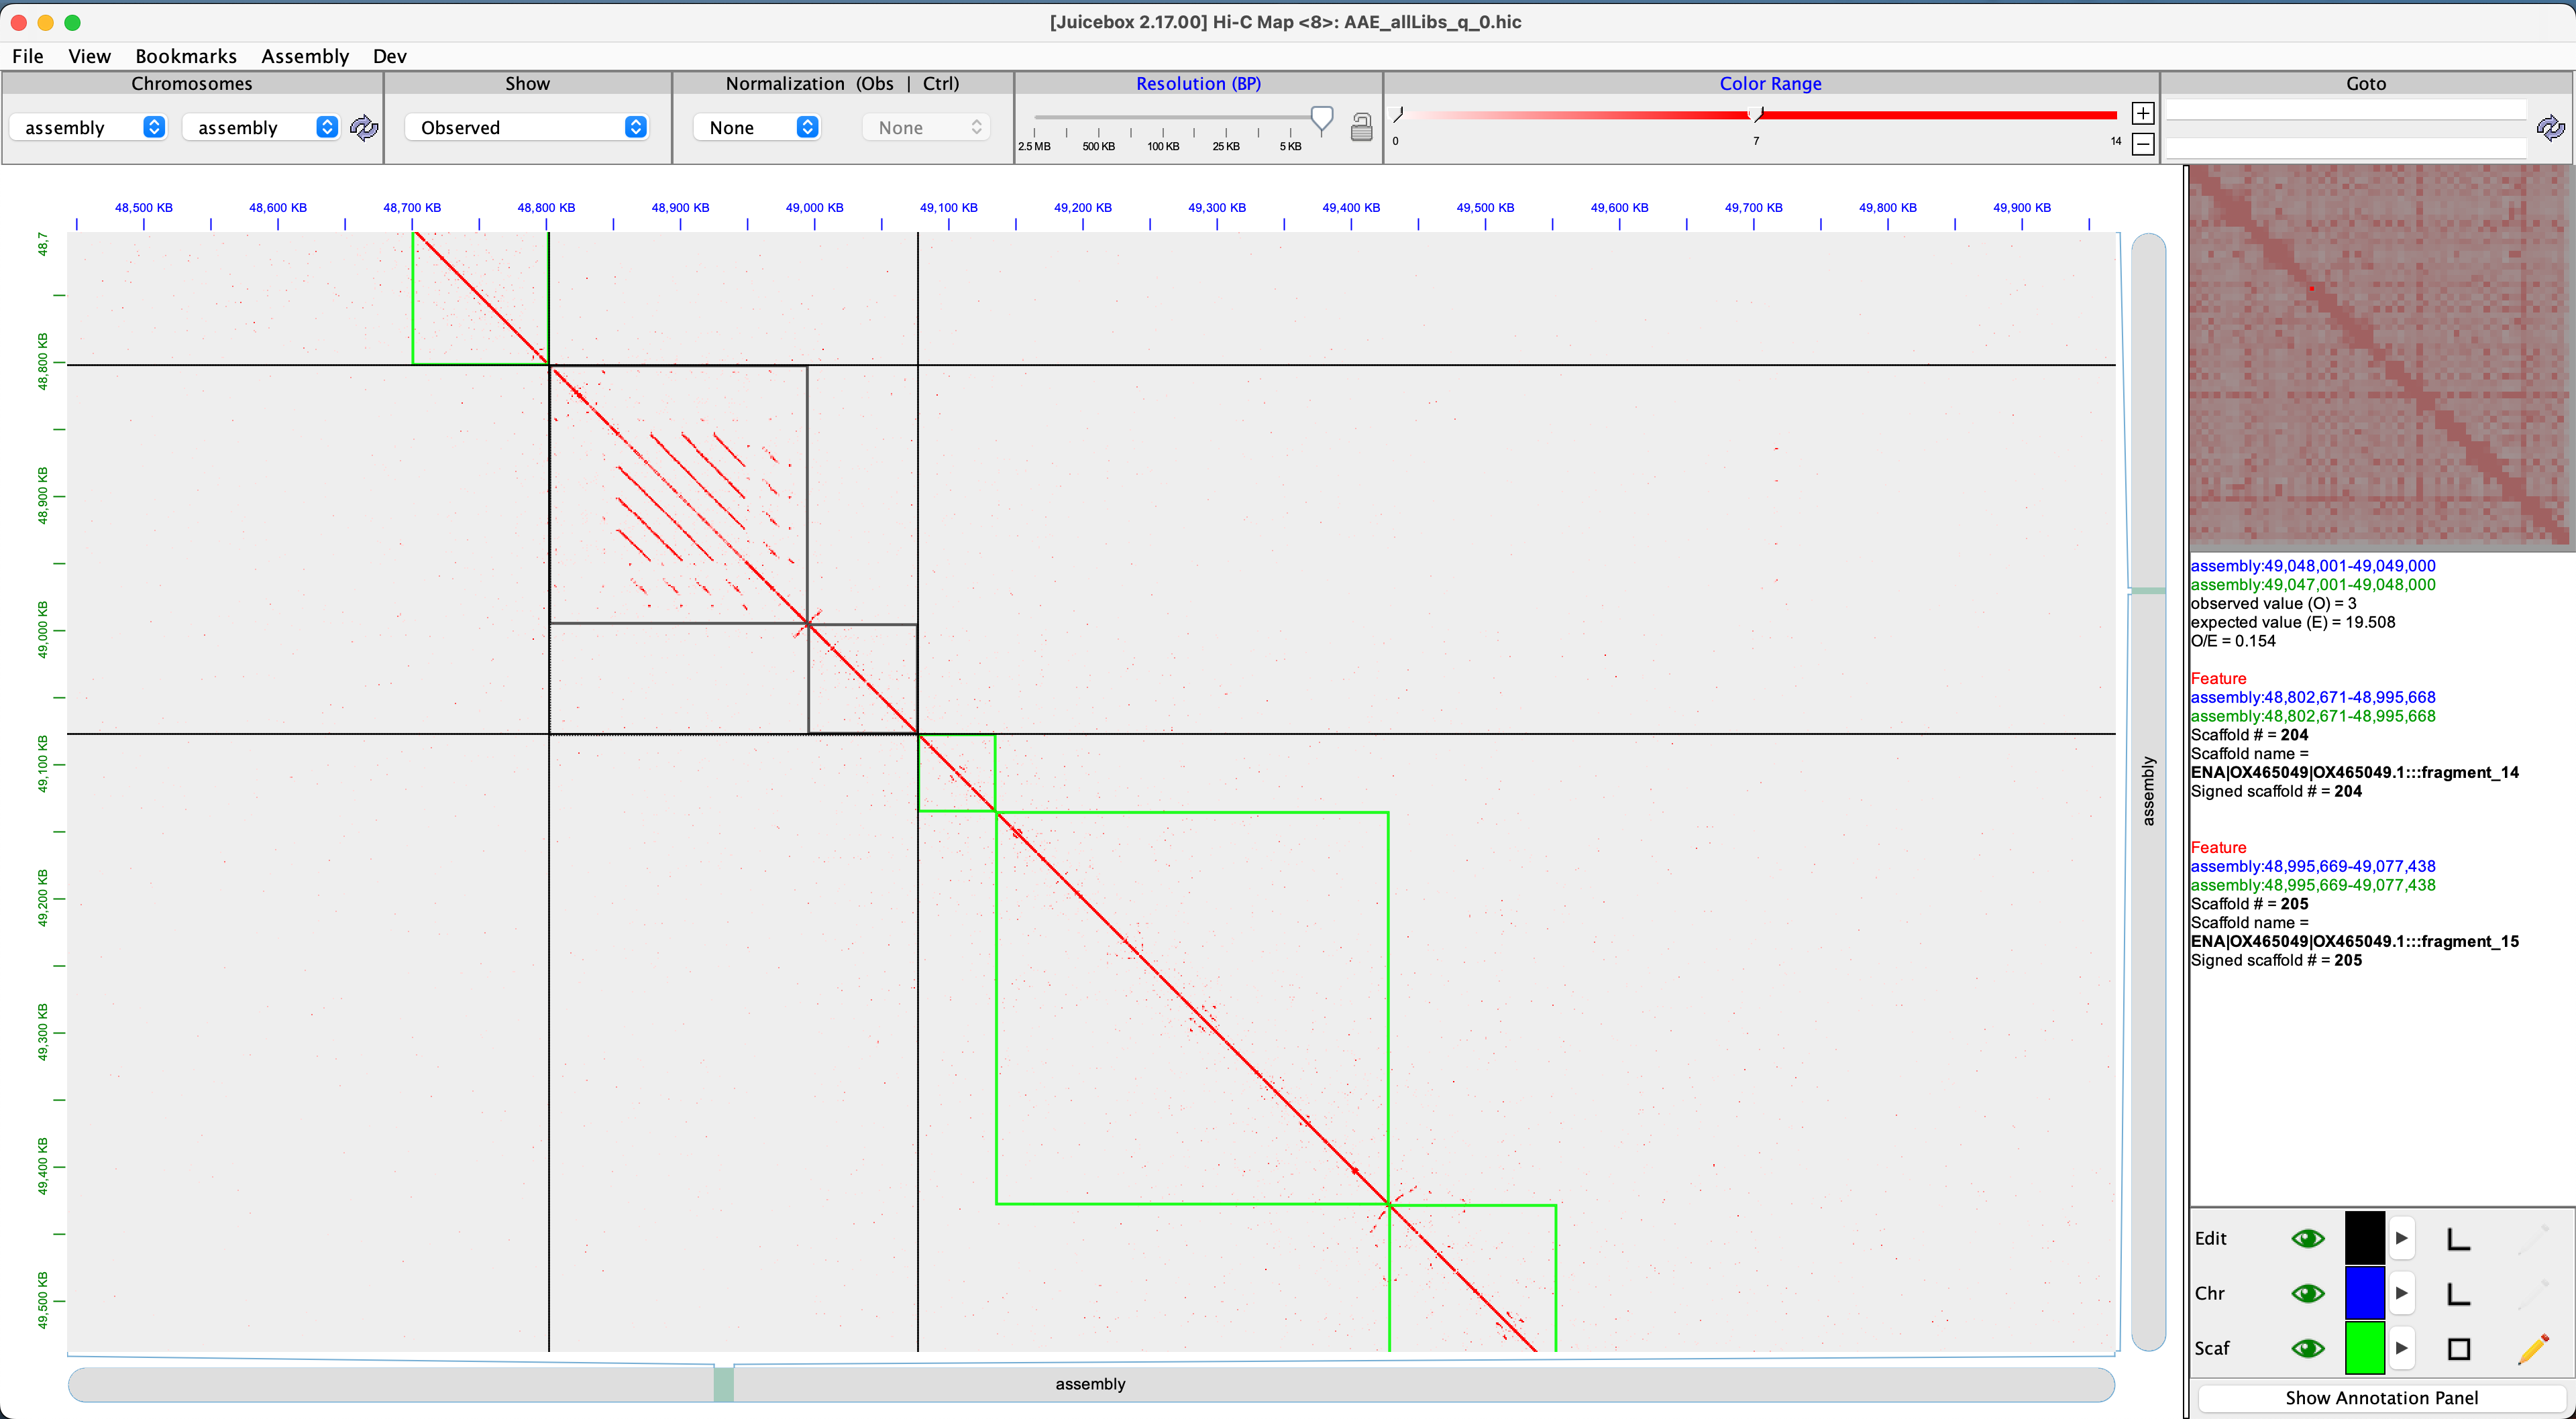 [Juicebox 2.17.00] Hi-C Map <8>: AAE_allLibs_q_0.hic
File View Bookmarks Assembly Dev
Chromosomes Show Normalization (Obs | Ctrl) Resolution (BP) Color Range Goto
assembly assembly Observed None None
2.5 MB 500 KB 100 KB 25 KB 5 KB
0 7 14
48,500 KB 48,600 KB 48,700 KB 48,800 KB 48,900 KB 49,000 KB 49,100 KB 49,200 KB 49,300 KB 49,400 KB 49,500 KB 49,600 KB 49,700 KB 49,800 KB 49,900 KB
48,7
48,800 KB
48,900 KB
49,000 KB
49,100 KB
49,200 KB
49,300 KB
49,400 KB
49,500 KB
assembly
assembly
assembly:49,048,001-49,049,000
assembly:49,047,001-49,048,000
observed value (O) = 3
expected value (E) = 19.508
O/E = 0.154
Feature
assembly:48,802,671-48,995,668
assembly:48,802,671-48,995,668
Scaffold # = 204
Scaffold name =
ENA|OX465049|OX465049.1:::fragment_14
Signed scaffold # = 204
Feature
assembly:48,995,669-49,077,438
assembly:48,995,669-49,077,438
Scaffold # = 205
Scaffold name =
ENA|OX465049|OX465049.1:::fragment_15
Signed scaffold # = 205
Edit
Chr
Scaf
Show Annotation Panel